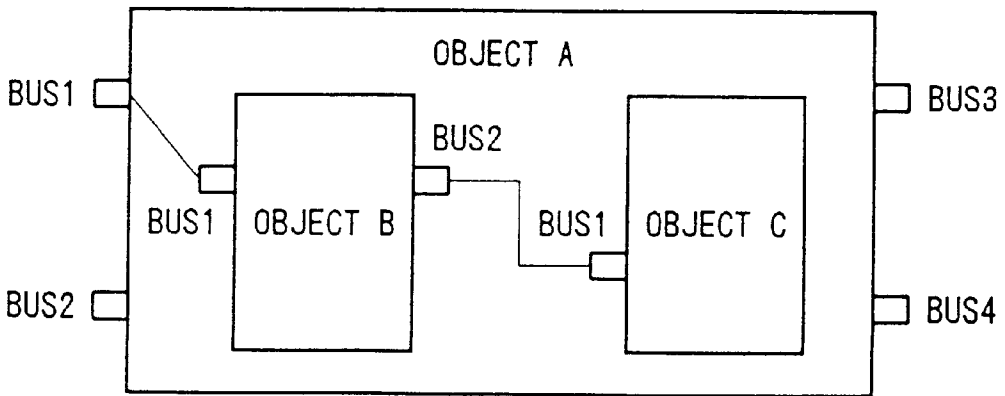 OBJECT A
BUS1
BUS3
BUS2
BUS1
OBJECT B
BUS1
OBJECT C
BUS2
BUS4